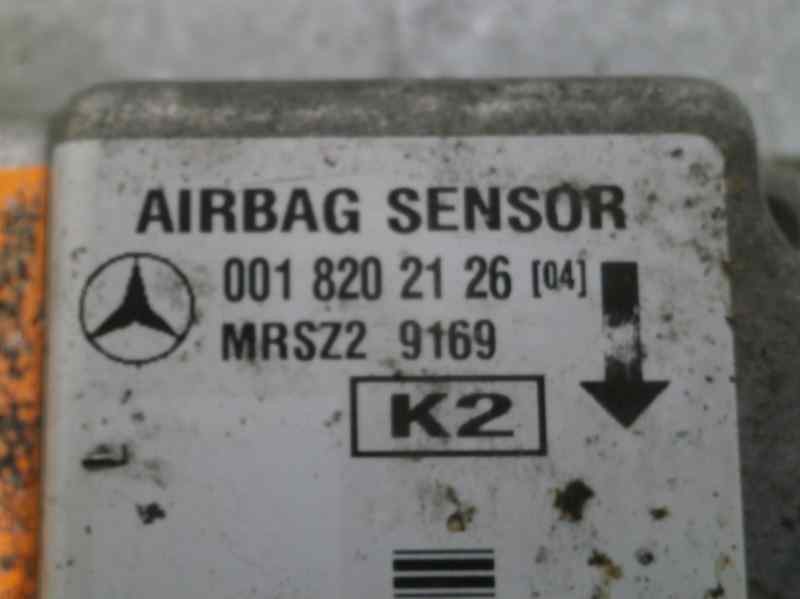 AIRBAG SENSOR
001 820 21 26 [04]
MRSZ2 9169
K2